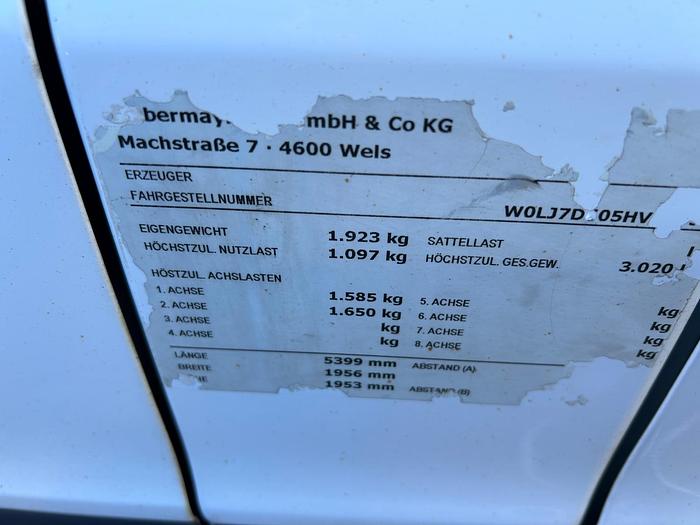 mbH & Co KG
Machstraße 7 · 4600 Wels
ERZEUGER
FAHRGESTELLNUMMER
EIGENGEWICHT 1.923 kg SATTELLAST
HÖCHSTZUL. NUTZLAST 1.097 kg HÖCHSTZUL. GES.GEW. 3.020
HÖSTZUL. ACHSLASTEN
1. ACHSE 1.585 kg 5. ACHSE kg
2. ACHSE 1.650 kg 6. ACHSE kg
3. ACHSE kg 7. ACHSE kg
4. ACHSE kg 8. ACHSE kg
LÄNGE 5399 mm ABSTAND (A)
BREITE 1956 mm
1953 mm ABSTAND (B)